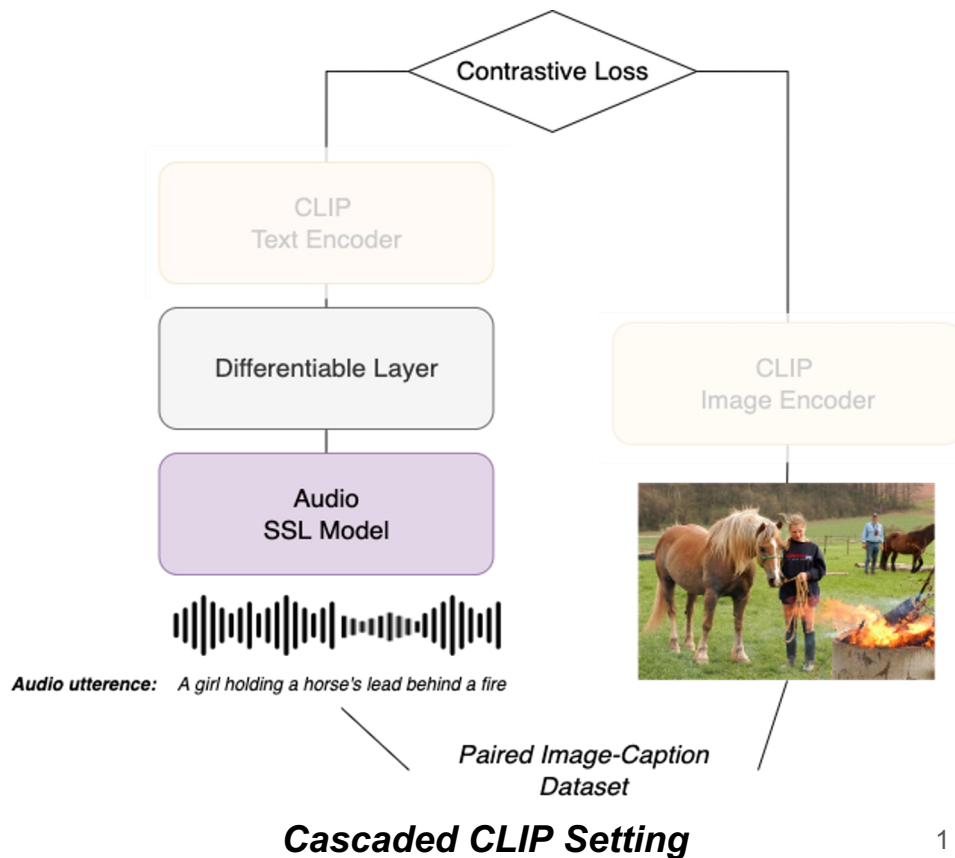 Contrastive Loss
CLIP
Text Encoder
Differentiable Layer
CLIP
Image Encoder
Audio
SSL Model
Audio utterence: A girl holding a horse's lead behind a fire
Paired Image-Caption
Dataset
Cascaded CLIP Setting
1